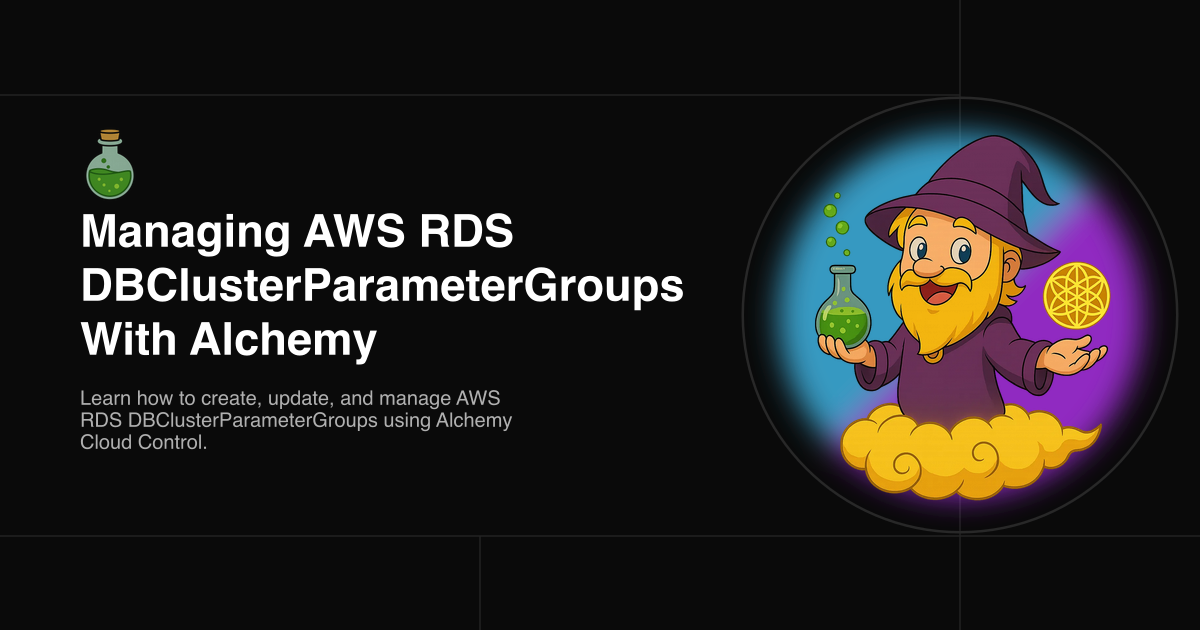 Managing AWS RDS
DBClusterParameterGroups
With Alchemy
Learn how to create, update, and manage AWS
RDS DBClusterParameterGroups using Alchemy
Cloud Control.